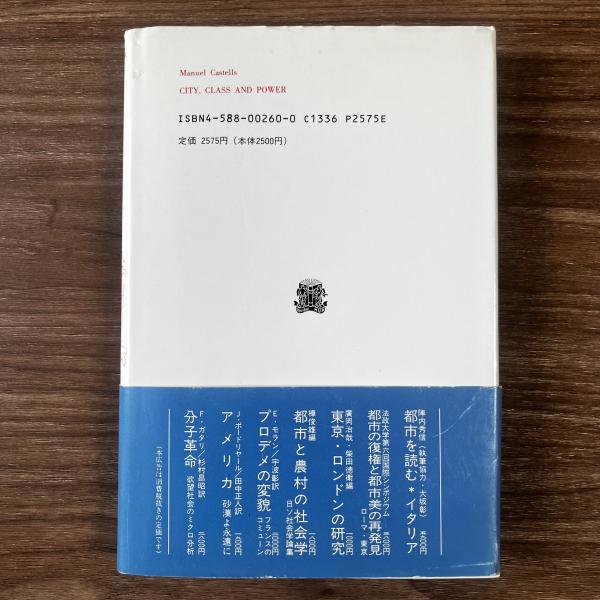 Manuel Castells
CITY, CLASS AND POWER
ISBN4-588-00260-0 C1336 P2575E
定価 2575円(本体2500円)
陣内秀信(執筆協力・大坂彰)
都市を読む*イタリア
法政大学第六回国際シンポジウム
都市の復権と都市美の再発見
ローマ・東京
廣岡治哉・柴田徳衛編
東京・ロンドンの研究
樺俊雄編
都市と農村の社会学
日ソ社会学論集
E・モラン/宇波彰訳
プロデメの変貌
フランスのコミューン
J・ボードリヤール/田中正人訳
アメリカ
砂漠よ永遠に
F・ガタリ/杉村昌昭訳
分子革命
欲望社会のミクロ分析
(本広告は消費税抜きの定価です)